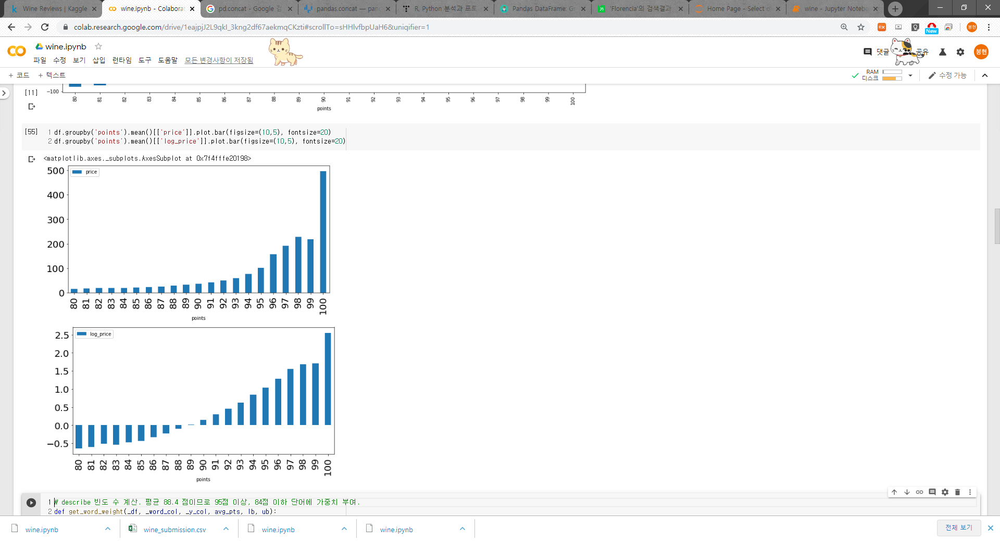 Wine Reviews | Kaggle
wine.ipynb - Colabora
pd.concat - Google 검
pandas.concat — pan
R, Python 분석과 프로
Pandas DataFrame: G
'Florencia'의 검색결과
Home Page - Select o
wine - Jupyter Notebo
colab.research.google.com/drive/1eajpjJ2L9qkI_3kng2df67aekmqCKzti#scrollTo=sHHlvfbpUaH6&uniqifier=1
New
봉현
wine.ipynb
파일 수정 보기 삽입 런타임 도구 도움말 모든 변경사항이 저장됨
댓글 공유 봉현
+ 코드 + 텍스트
RAM
디스크
수정 가능
[11]
−100
80 81 82 83 84 85 86 87 88 89 90 91 92 93 94 95 96 97 98 99 100
points
[55]
1 df.groupby('points').mean()[['price']].plot.bar(figsize=(10,5), fontsize=20)
2 df.groupby('points').mean()[['log_price']].plot.bar(figsize=(10,5), fontsize=20)
<matplotlib.axes._subplots.AxesSubplot at 0x7f4fffe20198>
price
500
400
300
200
100
0
80 81 82 83 84 85 86 87 88 89 90 91 92 93 94 95 96 97 98 99 100
points
log_price
2.5
2.0
1.5
1.0
0.5
0.0
−0.5
80 81 82 83 84 85 86 87 88 89 90 91 92 93 94 95 96 97 98 99 100
points
1 # describe 빈도 수 계산. 평균 88.4 점이므로 95점 이상, 84점 이하 단어에 가중치 부여.
2 def get_word_weight(_df, _word_col, _y_col, avg_pts, lb, ub):
wine.ipynb
wine_submission.csv
wine.ipynb
wine.ipynb
전체 보기